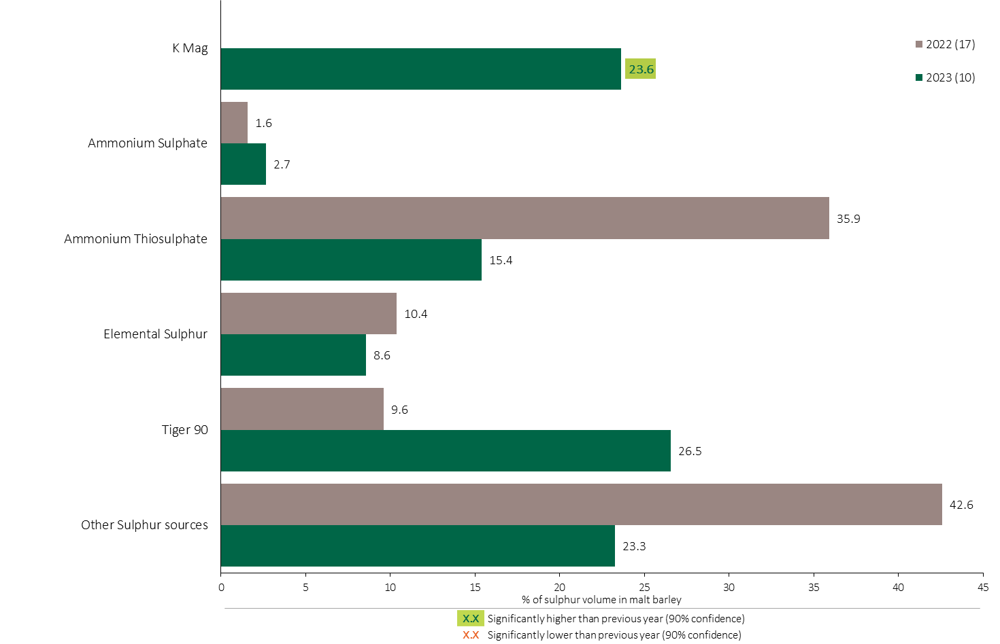 K Mag
23.6
2022 (17)
2023 (10)
Ammonium Sulphate
1.6
2.7
Ammonium Thiosulphate
35.9
15.4
Elemental Sulphur
10.4
8.6
Tiger 90
9.6
26.5
Other Sulphur sources
42.6
23.3
0 5 10 15 20 25 30 35 40 45
% of sulphur volume in malt barley
X.X Significantly higher than previous year (90% confidence)
X.X Significantly lower than previous year (90% confidence)